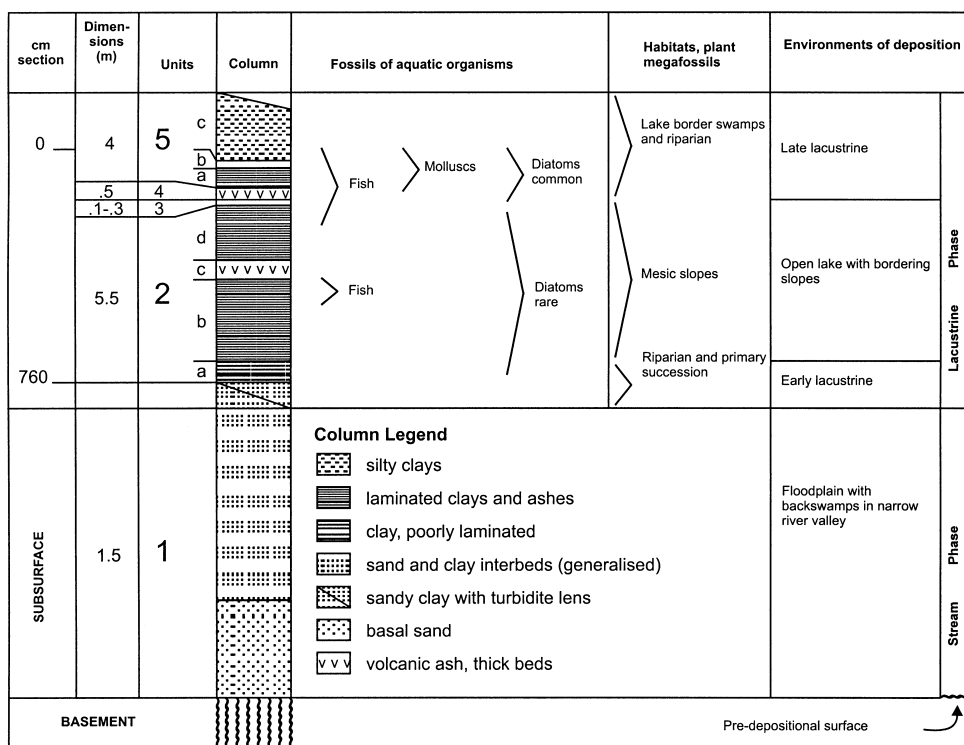 cm
section
Dimen-
sions
(m)
Units
Column
Fossils of aquatic organisms
Habitats, plant
megafossils
Environments of deposition
0
4
5
c
b
a
.5
4
.1-.3
3
5.5
2
d
c
b
a
760
v v v v v v
v v v v v v
Fish
Molluscs
Diatoms
common
Fish
Diatoms
rare
Lake border swamps
and riparian
Mesic slopes
Riparian and primary
succession
Late lacustrine
Open lake with bordering
slopes
Early lacustrine
Lacustrine Phase
SUBSURFACE
1.5
1
Column Legend
silty clays
laminated clays and ashes
clay, poorly laminated
sand and clay interbeds (generalised)
sandy clay with turbidite lens
basal sand
v v v
volcanic ash, thick beds
Floodplain with
backswamps in narrow
river valley
Stream Phase
BASEMENT
Pre-depositional surface